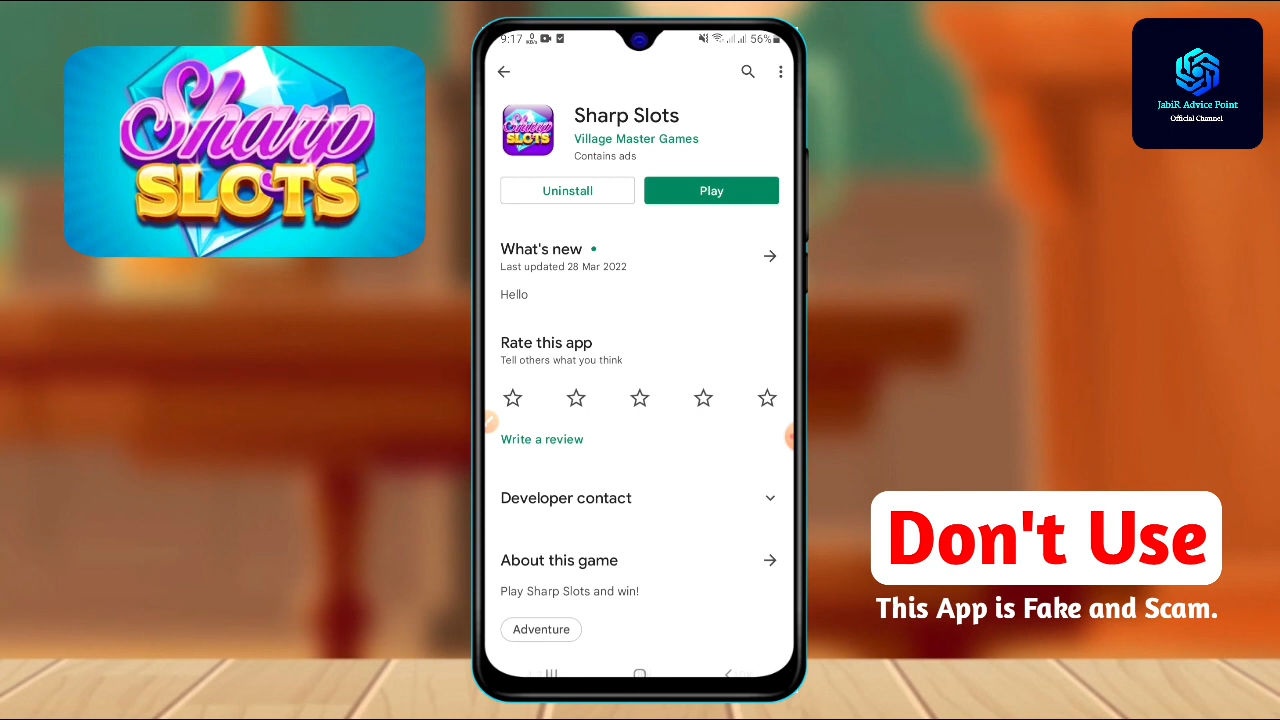 Sharp
SLOTS
JabiR Advice Point
Official Channel
9:17
56%
Sharp
SLOTS
Sharp Slots
Village Master Games
Contains ads
Uninstall
Play
What's new
Last updated 28 Mar 2022
Hello
Rate this app
Tell others what you think
Write a review
Developer contact
About this game
Play Sharp Slots and win!
Adventure
Don't Use
This App is Fake and Scam.